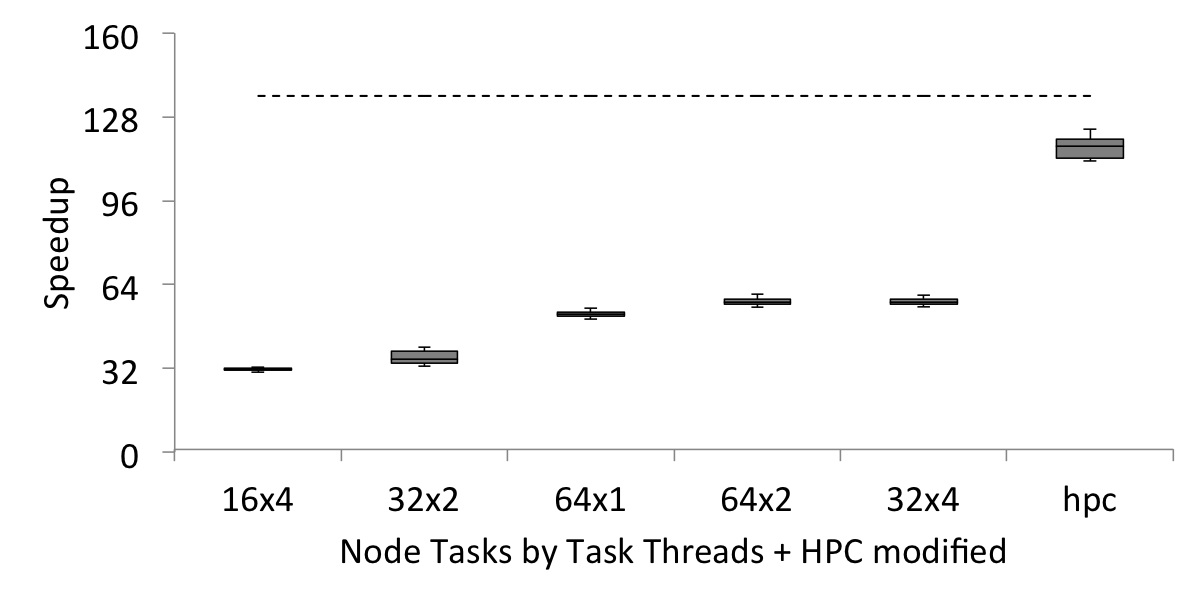 160
128
96
64
32
0
Speedup
16x4 32x2 64x1 64x2 32x4 hpc
Node Tasks by Task Threads + HPC modified